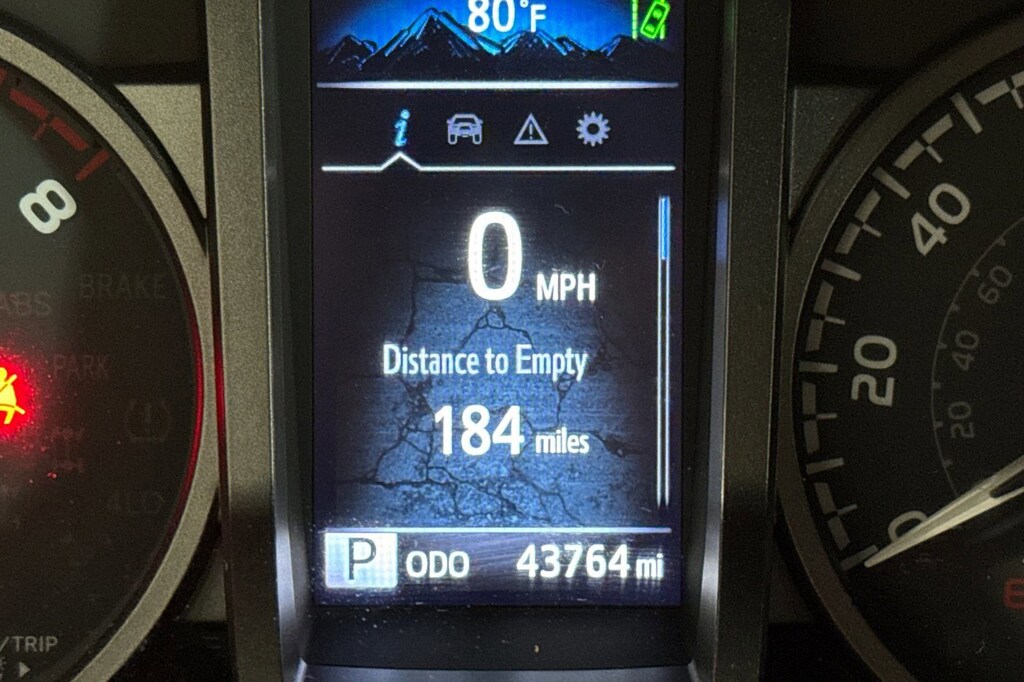 80°F
i
0 MPH
Distance to Empty
184 miles
P ODO 43764 mi
8
BRAKE
ABS
PARK
4LO
/TRIP
40
20
0
60
40
20